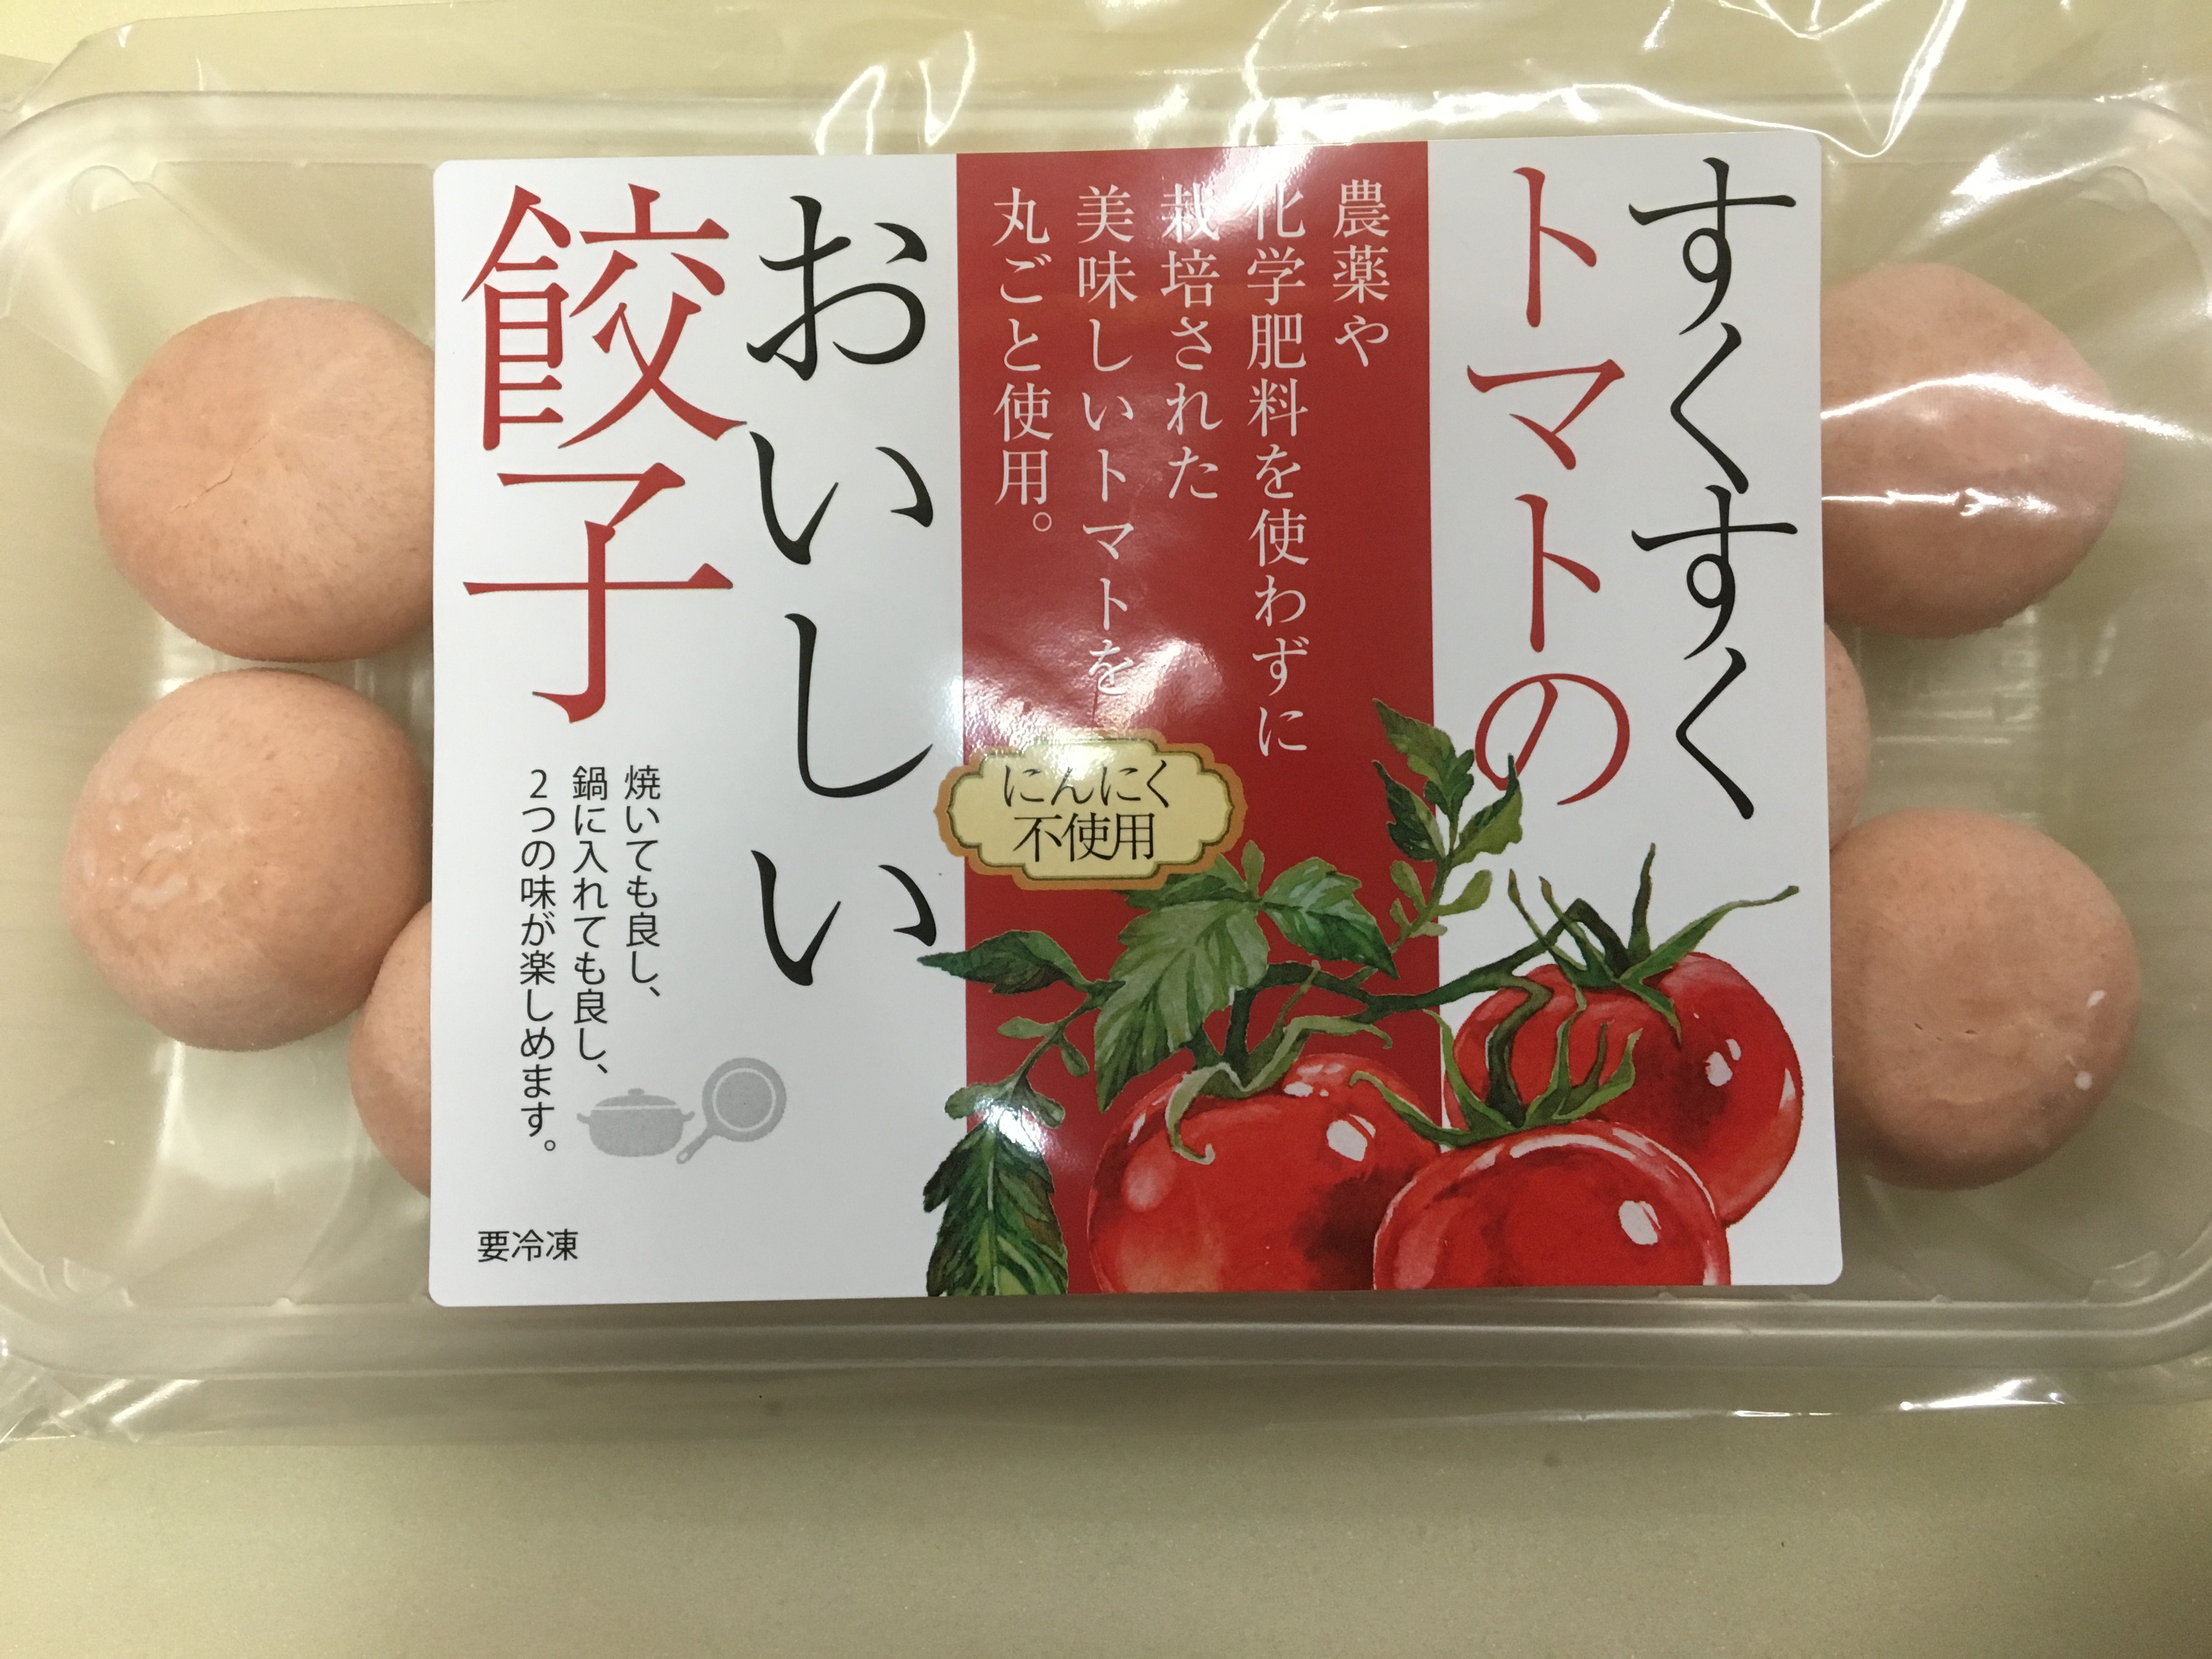 すくすく
トマトの
農薬や
化学肥料を使わずに
栽培された
美味しいトマトを
丸ごと使用。
にんにく
不使用
おいしい
餃子
焼いても良し、
鍋に入れても良し、
2つの味が楽しめます。
要冷凍